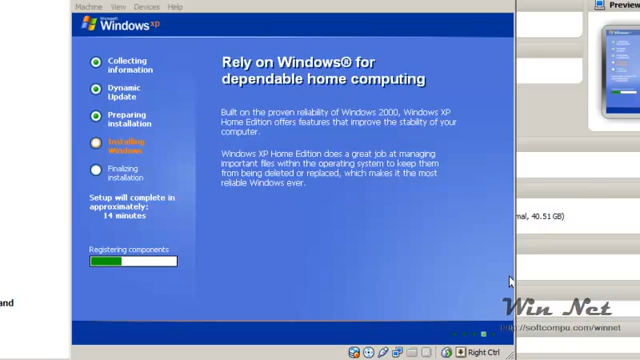 Machine View Devices Help
Preview
Microsoft
Windows xp
Collecting
information
Dynamic
Update
Preparing
installation
Installing
Windows
Finalizing
installation
Setup will complete in
approximately:
14 minutes
Registering components
Rely on Windows® for
dependable home computing
Built on the proven reliability of Windows 2000, Windows XP
Home Edition offers features that improve the stability of your
computer.
Windows XP Home Edition does a great job at managing
important files within the operating system to keep them
from being deleted or replaced, which makes it the most
reliable Windows ever.
mal, 40.51 GB)
and
Win Net
http://softcompu.com/winnet
Right Ctrl